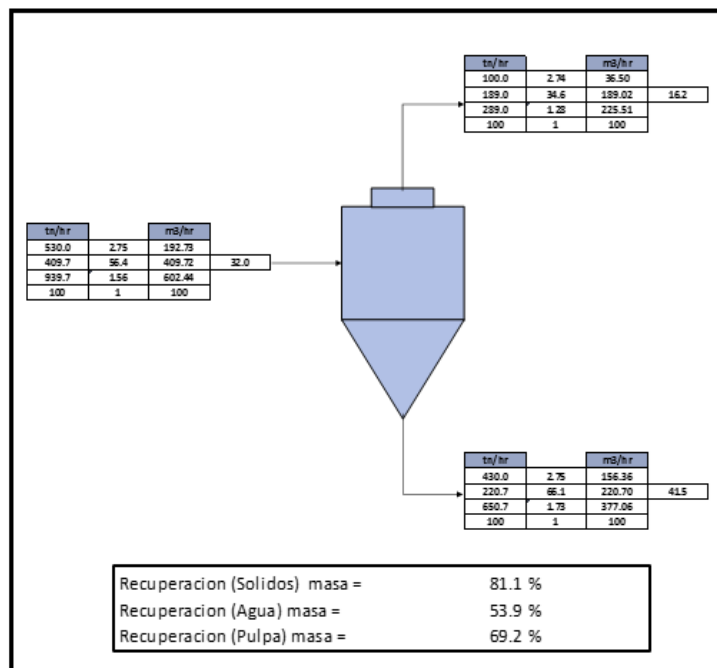 tn/hr m3/hr
100.0 2.74 36.50
189.0 34.6 189.02 16.2
289.0 1.28 225.51
100 1 100
tn/hr m3/hr
530.0 2.75 192.73
409.7 56.4 409.72 32.0
939.7 1.56 602.44
100 1 100
tn/hr m3/hr
430.0 2.75 156.36
220.7 66.1 220.70 41.5
650.7 1.73 377.06
100 1 100
Recuperacion (Solidos) masa = 81.1 %
Recuperacion (Agua) masa = 53.9 %
Recuperacion (Pulpa) masa = 69.2 %